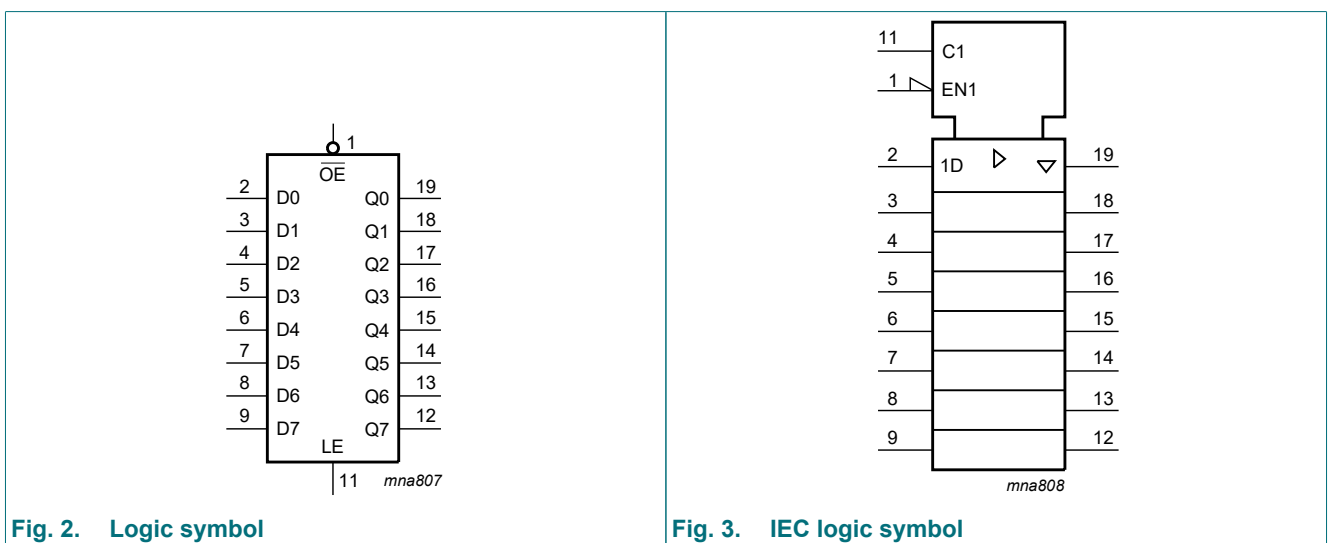 1
OE
2 D0 Q0 19
3 D1 Q1 18
4 D2 Q2 17
5 D3 Q3 16
6 D4 Q4 15
7 D5 Q5 14
8 D6 Q6 13
9 D7 Q7 12
LE
11 mna807
Fig. 2. Logic symbol
11 C1
1 EN1
2 1D 19
3 18
4 17
5 16
6 15
7 14
8 13
9 12
mna808
Fig. 3. IEC logic symbol